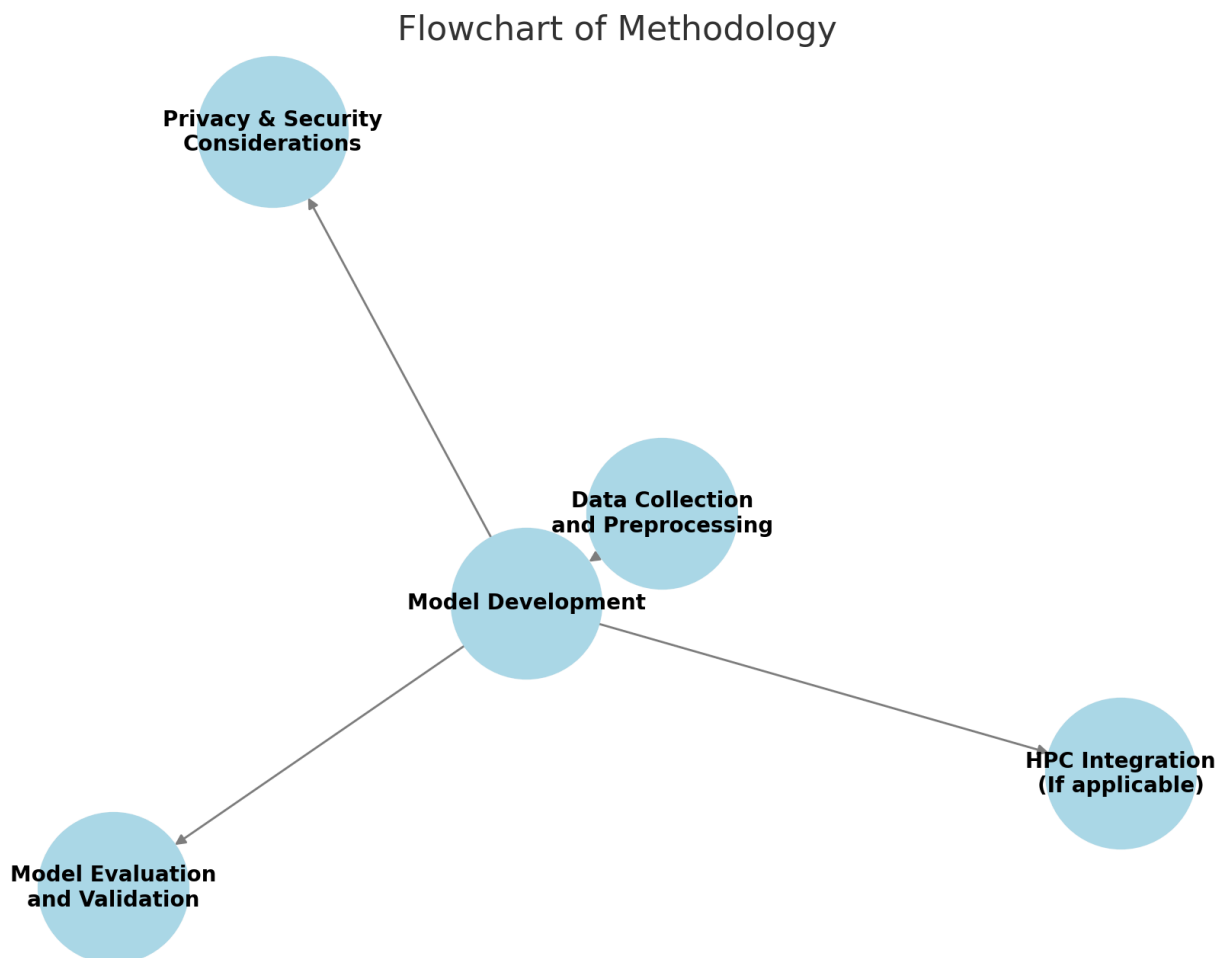 Flowchart of Methodology
Privacy & Security
Considerations
Data Collection
and Preprocessing
Model Development
HPC Integration
(If applicable)
Model Evaluation
and Validation